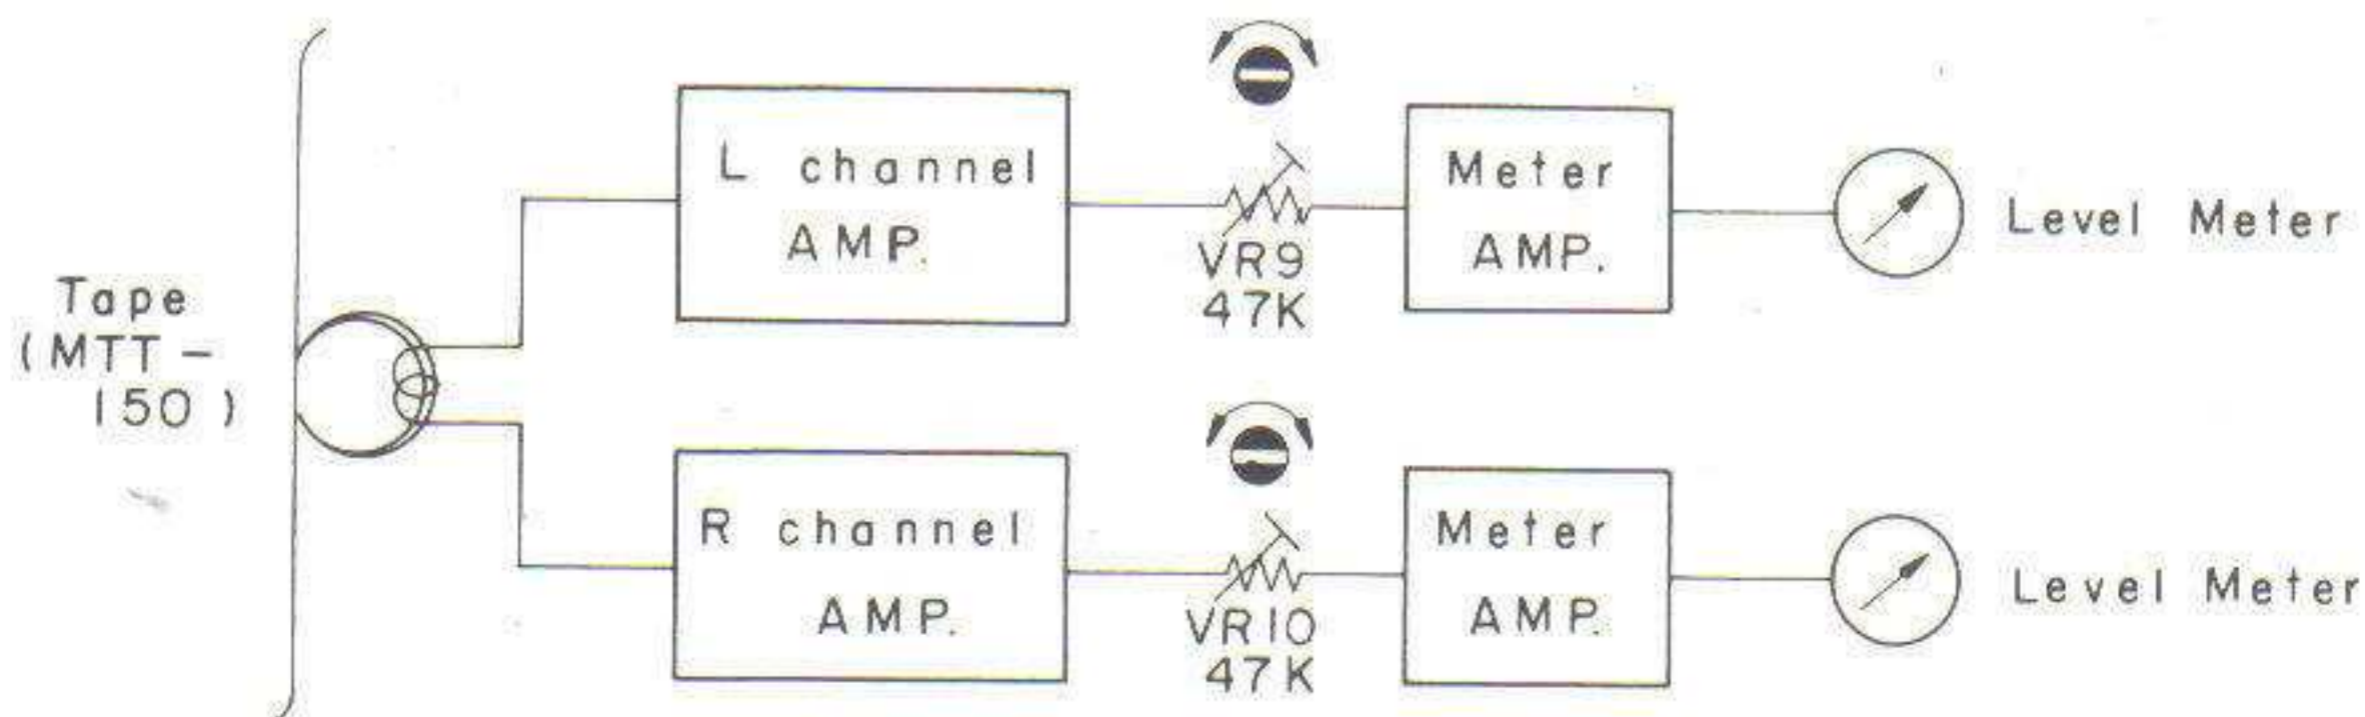 Tape
(MTT-
150)
L channel
AMP.
VR9
47K
Meter
AMP.
Level Meter
R channel
AMP.
VR10
47K
Meter
AMP.
Level Meter